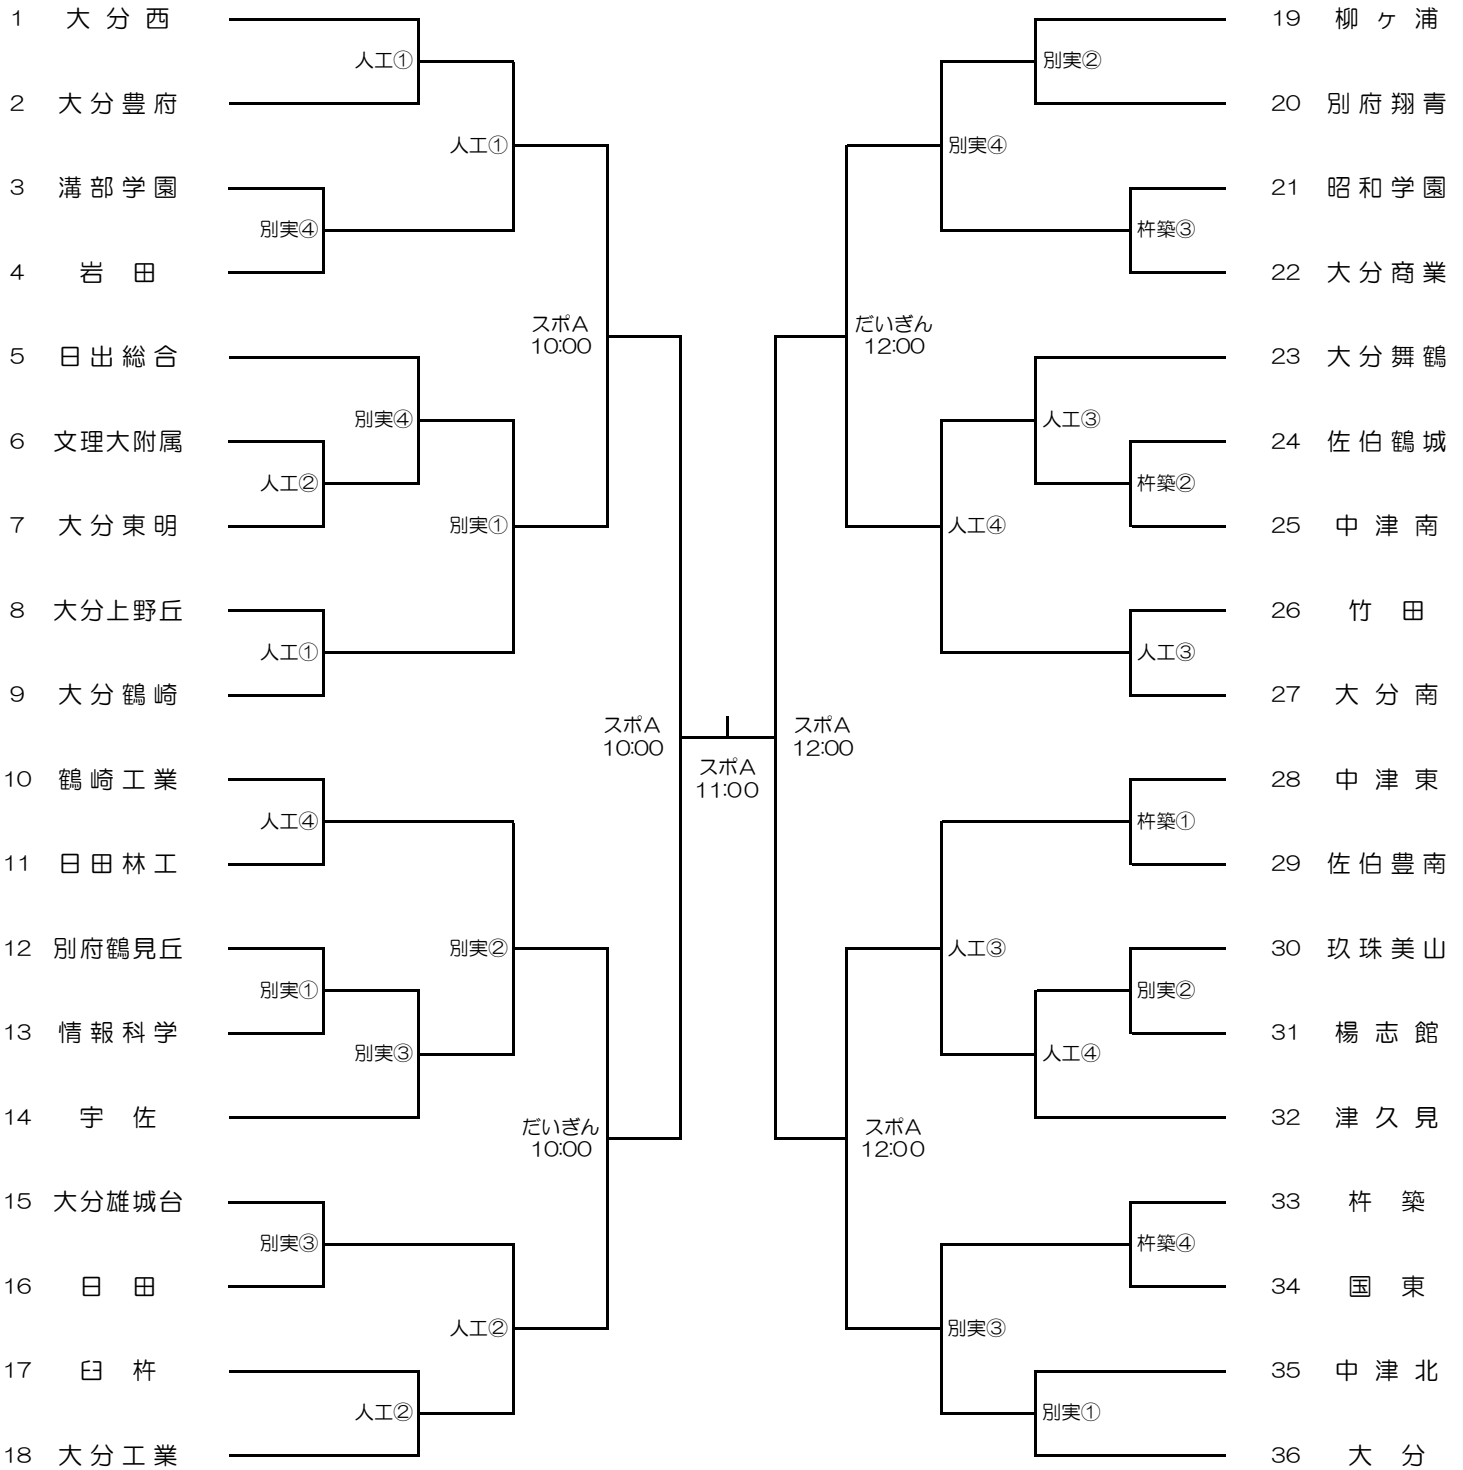 1 大分西
人工①
2 大分豊府
人工①
3 溝部学園
別実④
4 岩田
スポA
10:00
5 日出総合
別実④
6 文理大附属
人工②
7 大分東明
別実①
8 大分上野丘
人工①
9 大分鶴崎
スポA
10:00
10 鶴崎工業
人工④
11 日田林工
12 別府鶴見丘
別実②
別実①
13 情報科学
別実③
14 宇佐
だいぎん
10:00
15 大分雄城台
別実③
16 日田
人工②
17 臼杵
人工②
18 大分工業
スポA
11:00
19 柳ヶ浦
別実②
20 別府翔青
別実④
21 昭和学園
杵築③
22 大分商業
だいぎん
12:00
23 大分舞鶴
人工③
24 佐伯鶴城
杵築②
25 中津南
人工④
26 竹田
人工③
27 大分南
スポA
12:00
28 中津東
杵築①
29 佐伯豊南
人工③
30 玖珠美山
別実②
31 楊志館
人工④
32 津久見
スポA
12:00
33 杵築
杵築④
34 国東
別実③
35 中津北
別実①
36 大分